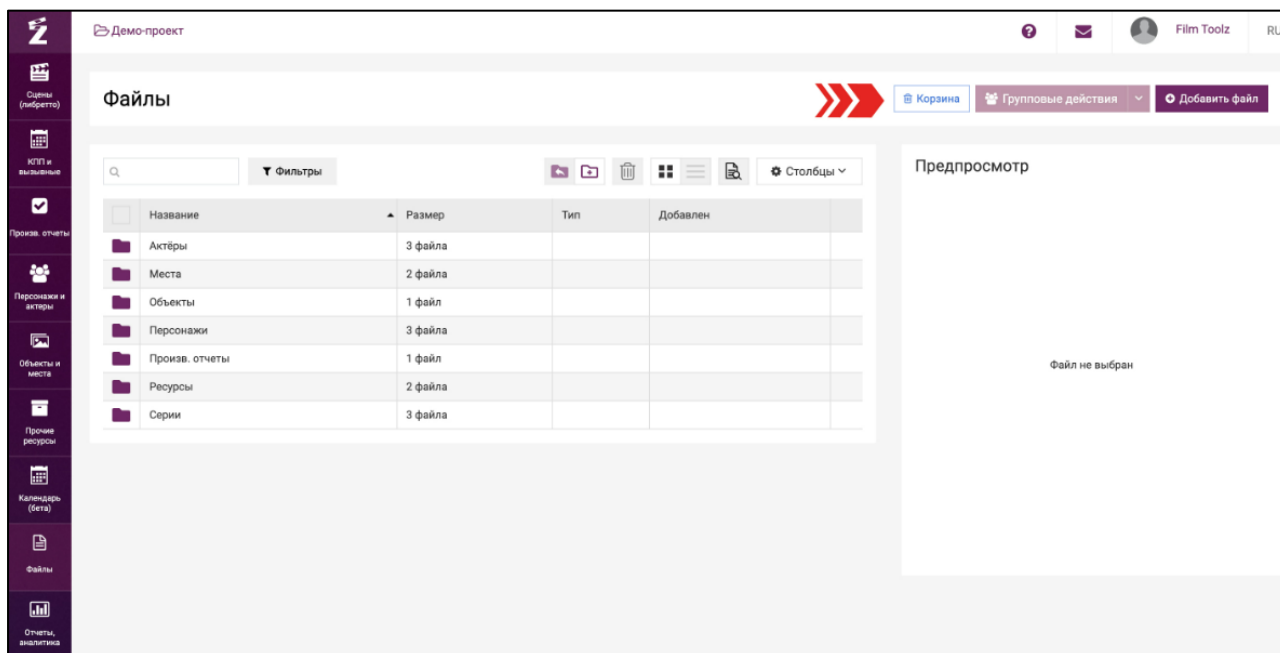 Демо-проект
Film Toolz
RU
Сцены
(либретто)
КПП и
вызывные
Произв. отчеты
Персонажи и
актеры
Объекты и
места
Прочие
ресурсы
Календарь
(бета)
Файлы
Отчеты,
аналитика
Файлы
Корзина
Групповые действия
Добавить файл
Фильтры
Столбцы
Название Размер Тип Добавлен
Актёры 3 файла
Места 2 файла
Объекты 1 файл
Персонажи 3 файла
Произв. отчеты 1 файл
Ресурсы 2 файла
Серии 3 файла
Предпросмотр
Файл не выбран